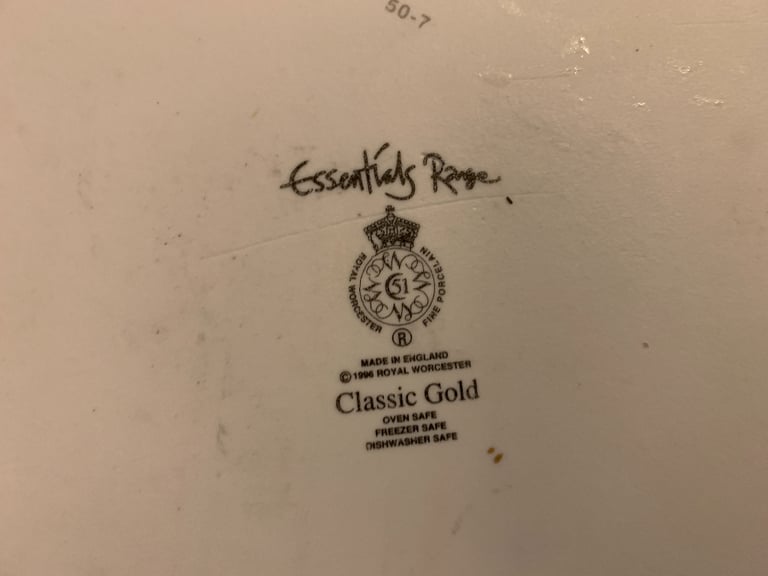 50-7
Essentials Range
ROYAL WORCESTER
FINE PORCELAIN
51
®
MADE IN ENGLAND
© 1996 ROYAL WORCESTER
Classic Gold
OVEN SAFE
FREEZER SAFE
DISHWASHER SAFE